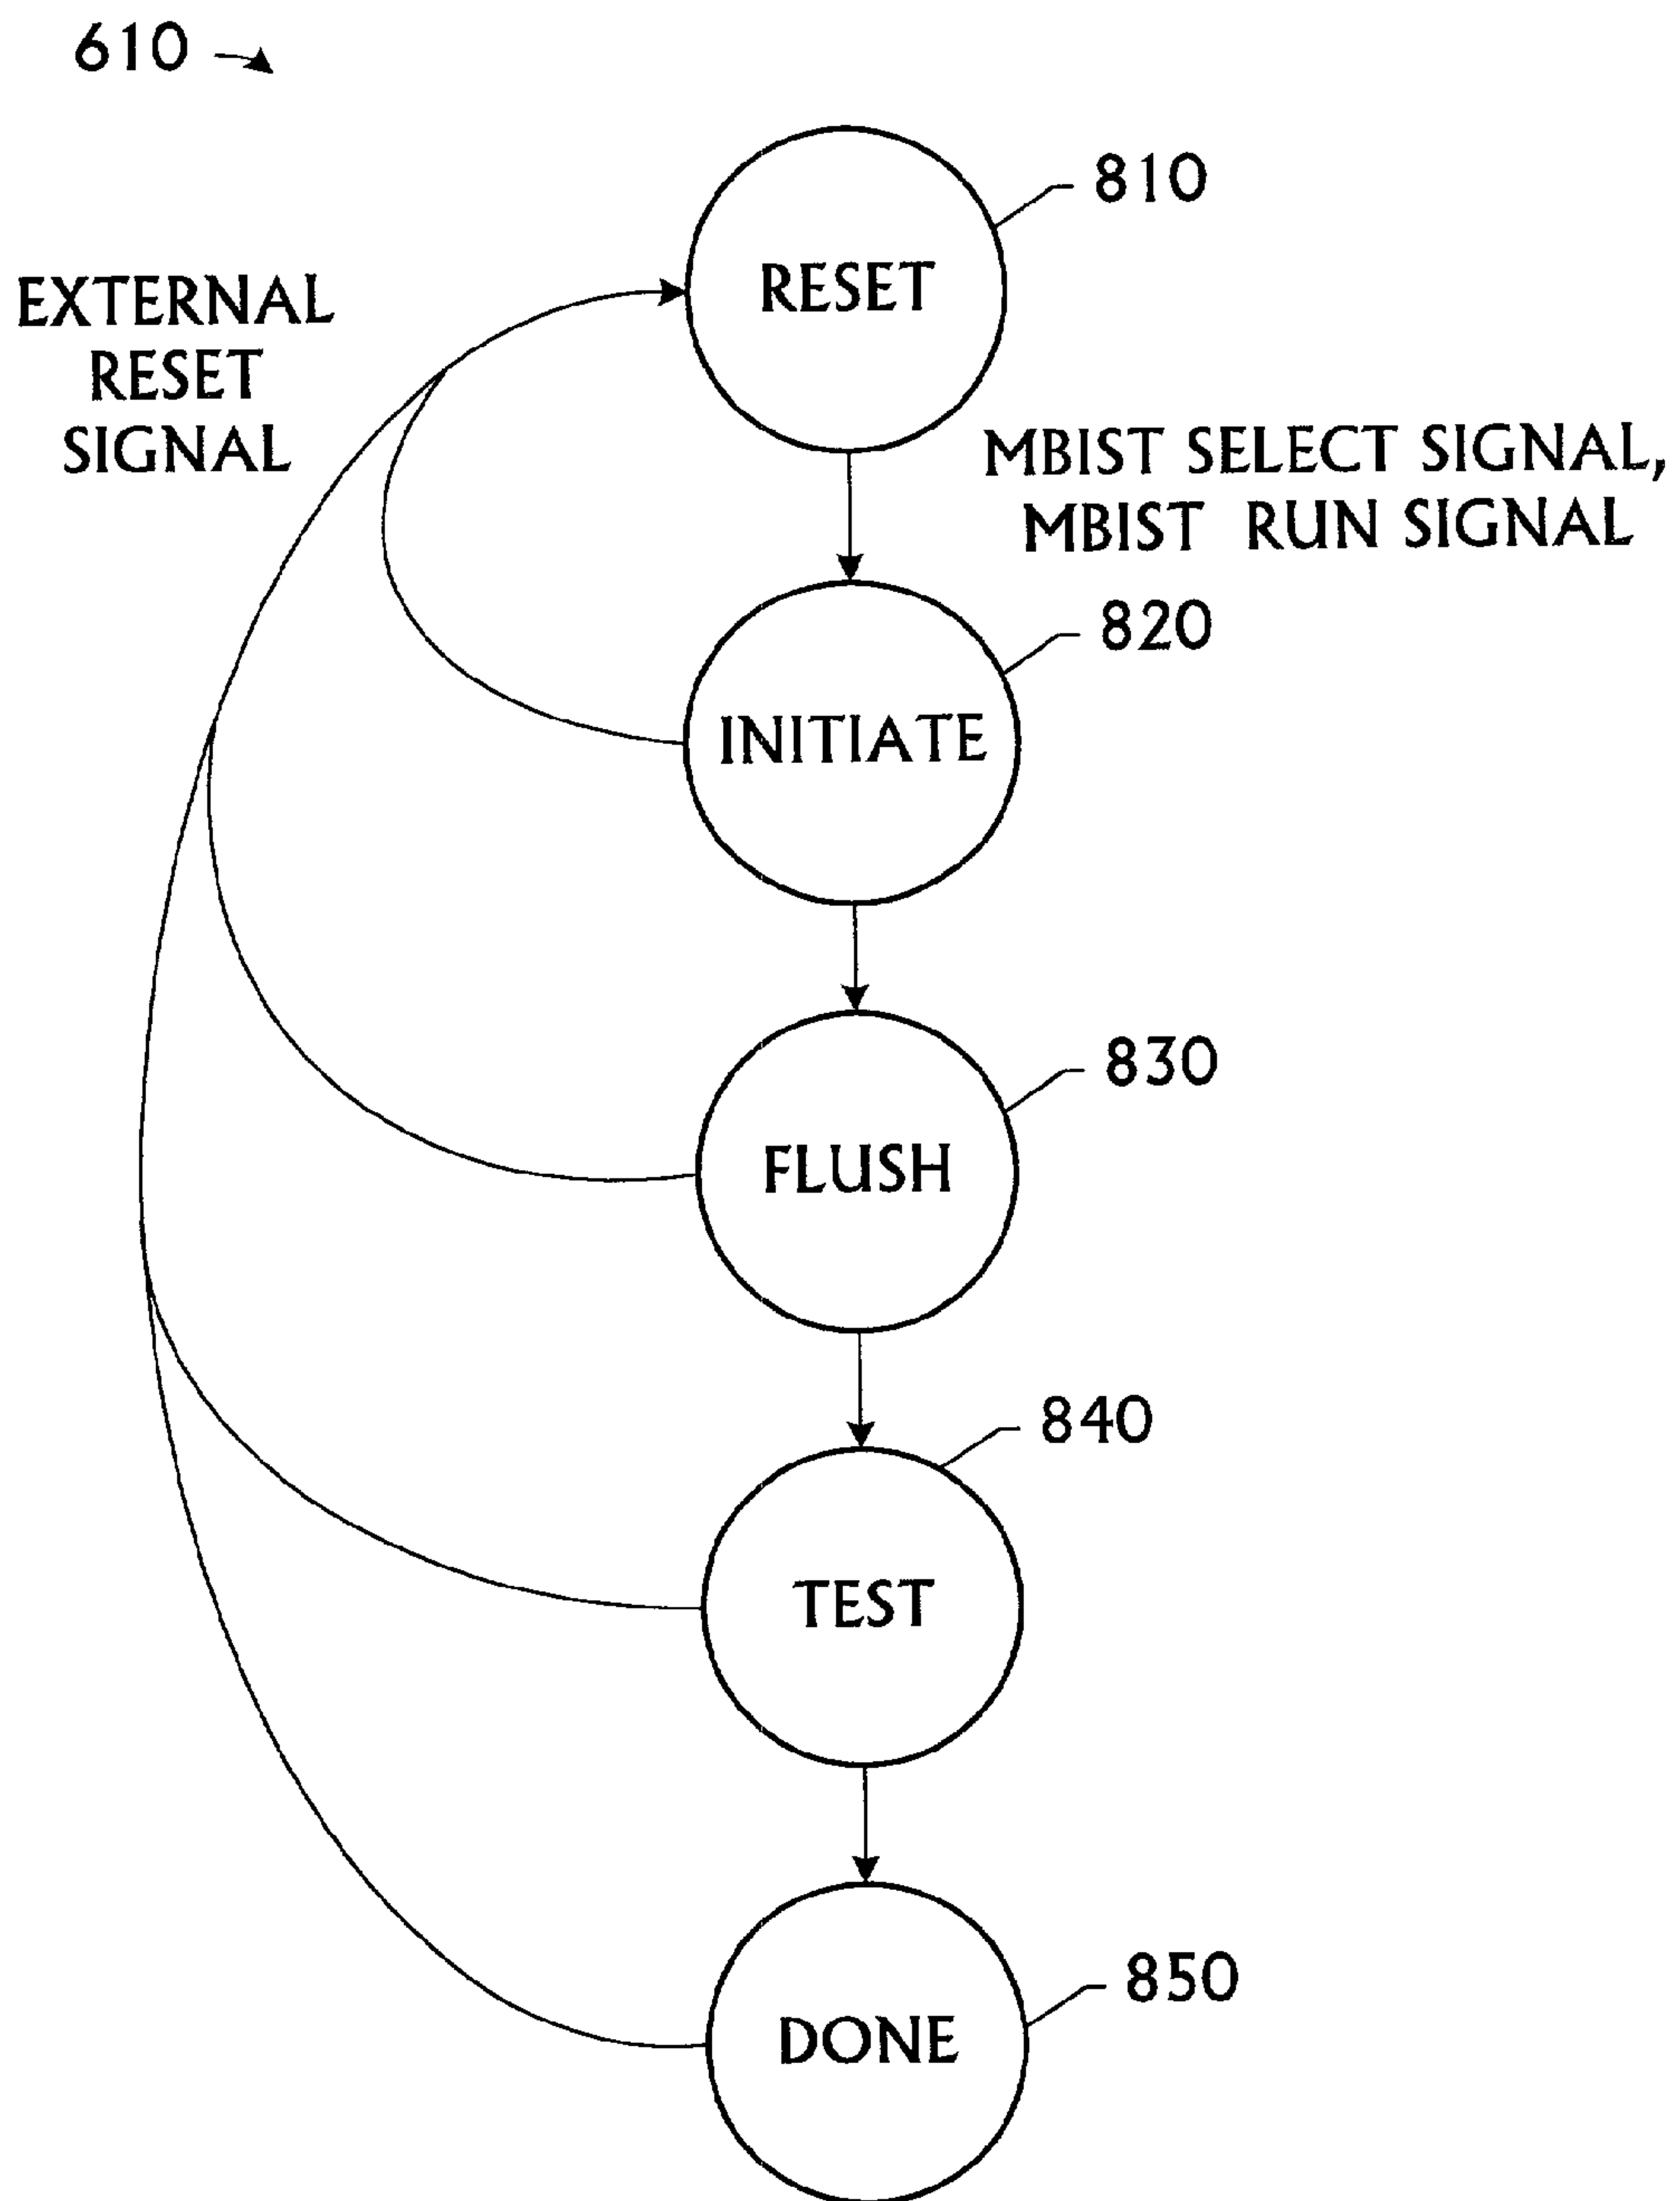 610
810
RESET
EXTERNAL
RESET
SIGNAL
MBIST SELECT SIGNAL,
MBIST RUN SIGNAL
820
INITIATE
830
FLUSH
840
TEST
850
DONE